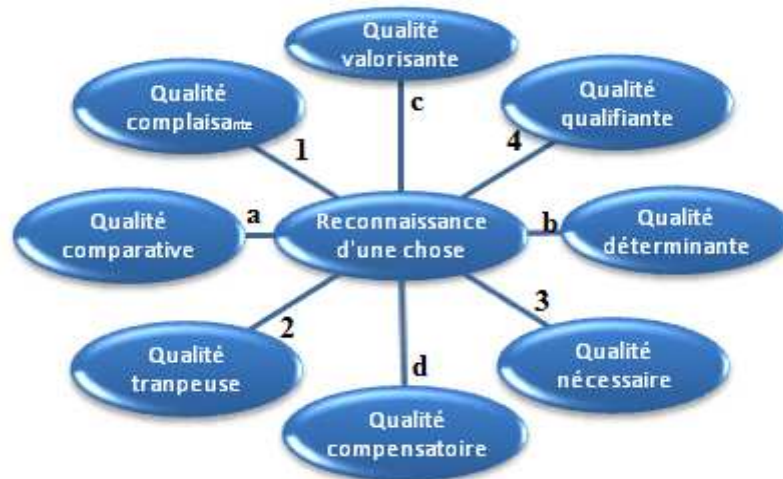 Qualité
valorisante
c
Qualité
complaisante
1
Qualité
qualifiante
4
Qualité
comparative
a
Reconnaissance
d'une chose
b
Qualité
déterminante
2
Qualité
tranpeuse
3
Qualité
nécessaire
d
Qualité
compensatoire